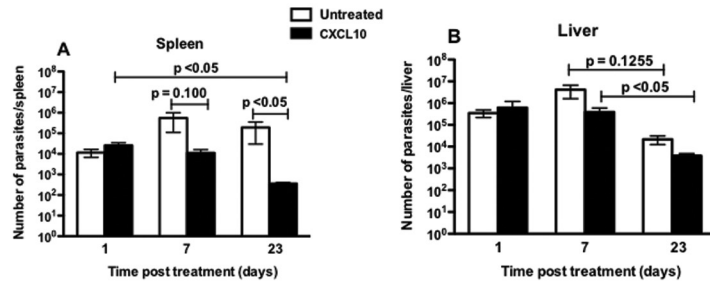 Untreated
CXCL10
A
Spleen
p <0.05
p = 0.100
p <0.05
Number of parasites/spleen
10⁸
10⁷
10⁶
10⁵
10⁴
10³
10²
10¹
10⁰
1 7 23
Time post treatment (days)
B
Liver
p = 0.1255
p <0.05
Number of parasites/liver
10⁸
10⁷
10⁶
10⁵
10⁴
10³
10²
10¹
10⁰
1 7 23
Time post treatment (days)